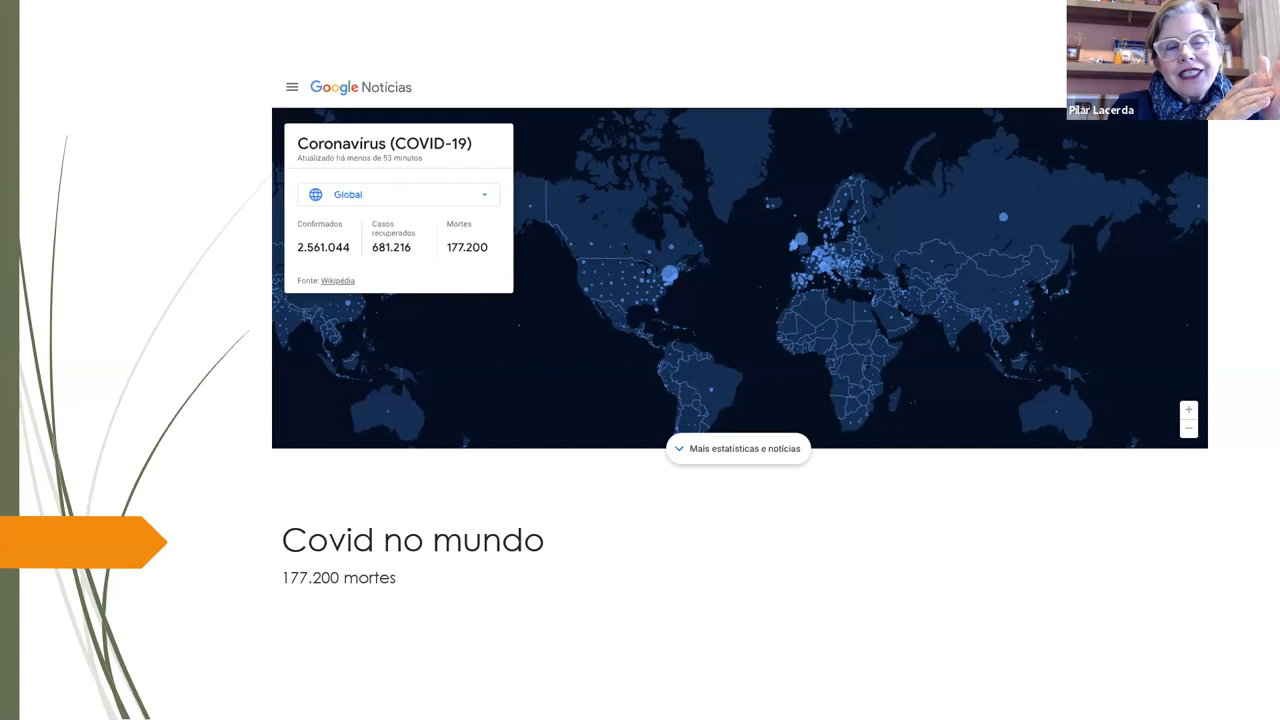 Google Notícias
Pilar Lacerda
Coronavírus (COVID-19)
Atualizado há menos de 53 minutos
Global
Confirmados
2.561.044
Casos recuperados
681.216
Mortes
177.200
Fonte: Wikipédia
+
−
Mais estatísticas e notícias
Covid no mundo
177.200 mortes